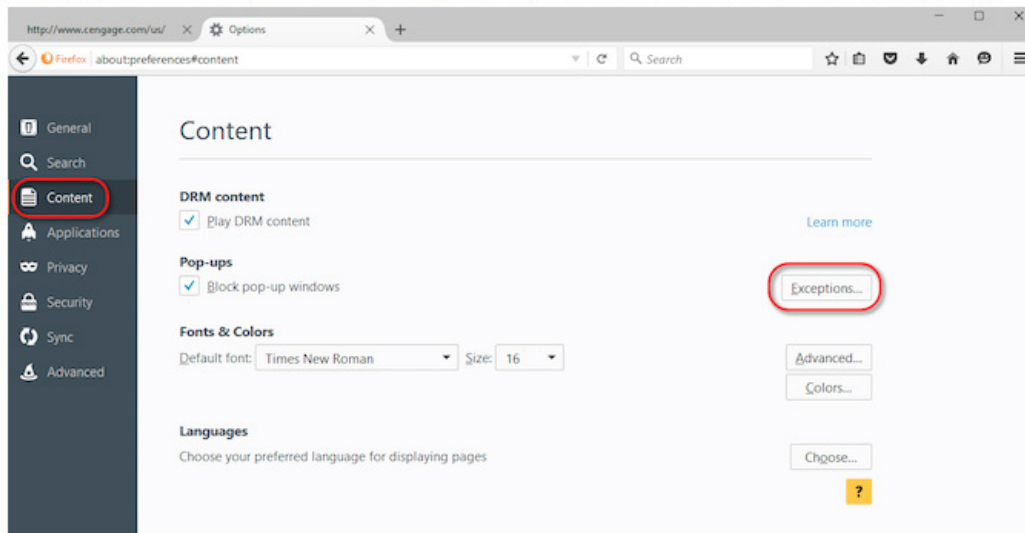 http://www.cengage.com/us/ Options
Firefox about:preferences#content Search
General
Search
Content
Applications
Privacy
Security
Sync
Advanced
Content
DRM content
Play DRM content Learn more
Pop-ups
Block pop-up windows Exceptions...
Fonts & Colors
Default font: Times New Roman Size: 16 Advanced...
Colors...
Languages
Choose your preferred language for displaying pages Choose...
?